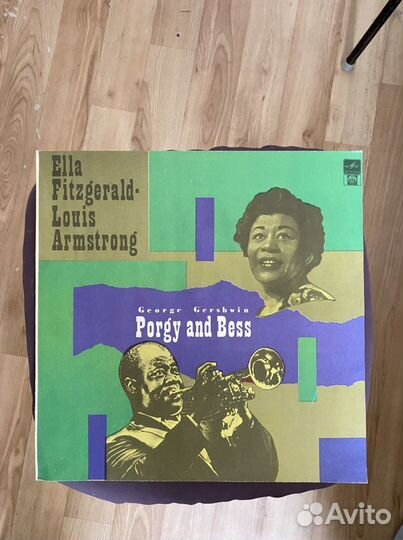 Ella
Fitzgerald-
Louis
Armstrong
George Gershwin
Porgy and Bess
Avito